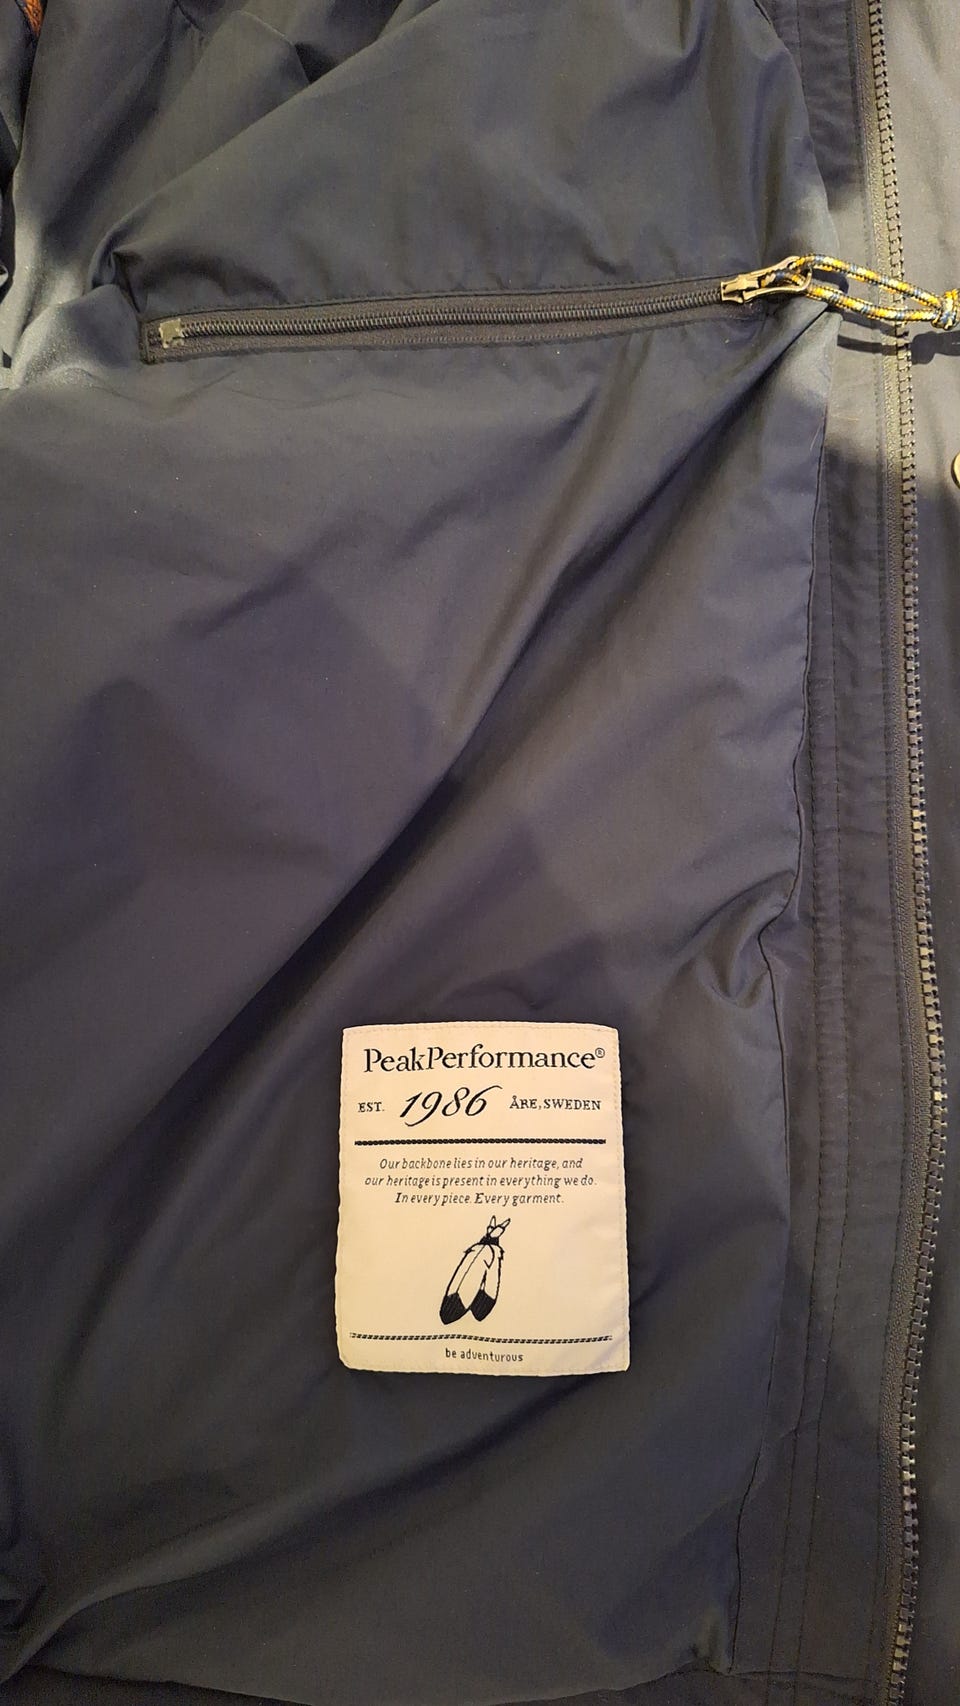 PeakPerformance®
EST. 1986 ÅRE, SWEDEN
Our backbone lies in our heritage, and
our heritage is present in everything we do.
In every piece. Every garment.
be adventurous